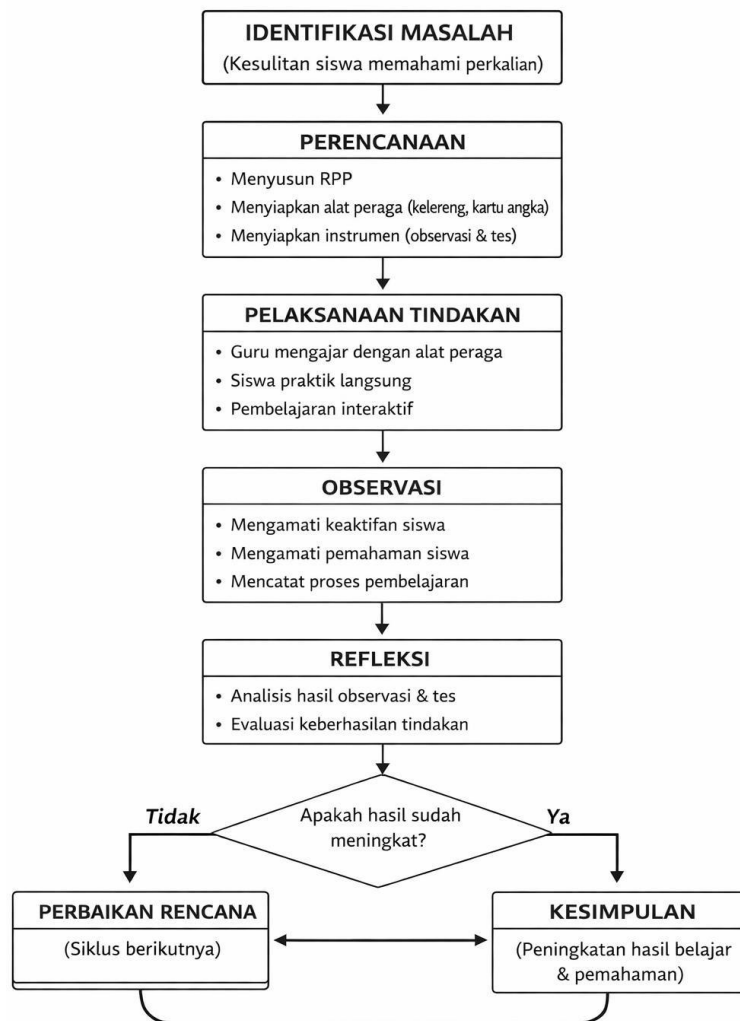 IDENTIFIKASI MASALAH
(Kesulitan siswa memahami perkalian)
PERENCANAAN
• Menyusun RPP
• Menyiapkan alat peraga (kelereng, kartu angka)
• Menyiapkan instrumen (observasi & tes)
PELAKSANAAN TINDAKAN
• Guru mengajar dengan alat peraga
• Siswa praktik langsung
• Pembelajaran interaktif
OBSERVASI
• Mengamati keaktifan siswa
• Mengamati pemahaman siswa
• Mencatat proses pembelajaran
REFLEKSI
• Analisis hasil observasi & tes
• Evaluasi keberhasilan tindakan
Apakah hasil sudah
meningkat?
Tidak
Ya
PERBAIKAN RENCANA
(Siklus berikutnya)
KESIMPULAN
(Peningkatan hasil belajar
& pemahaman)